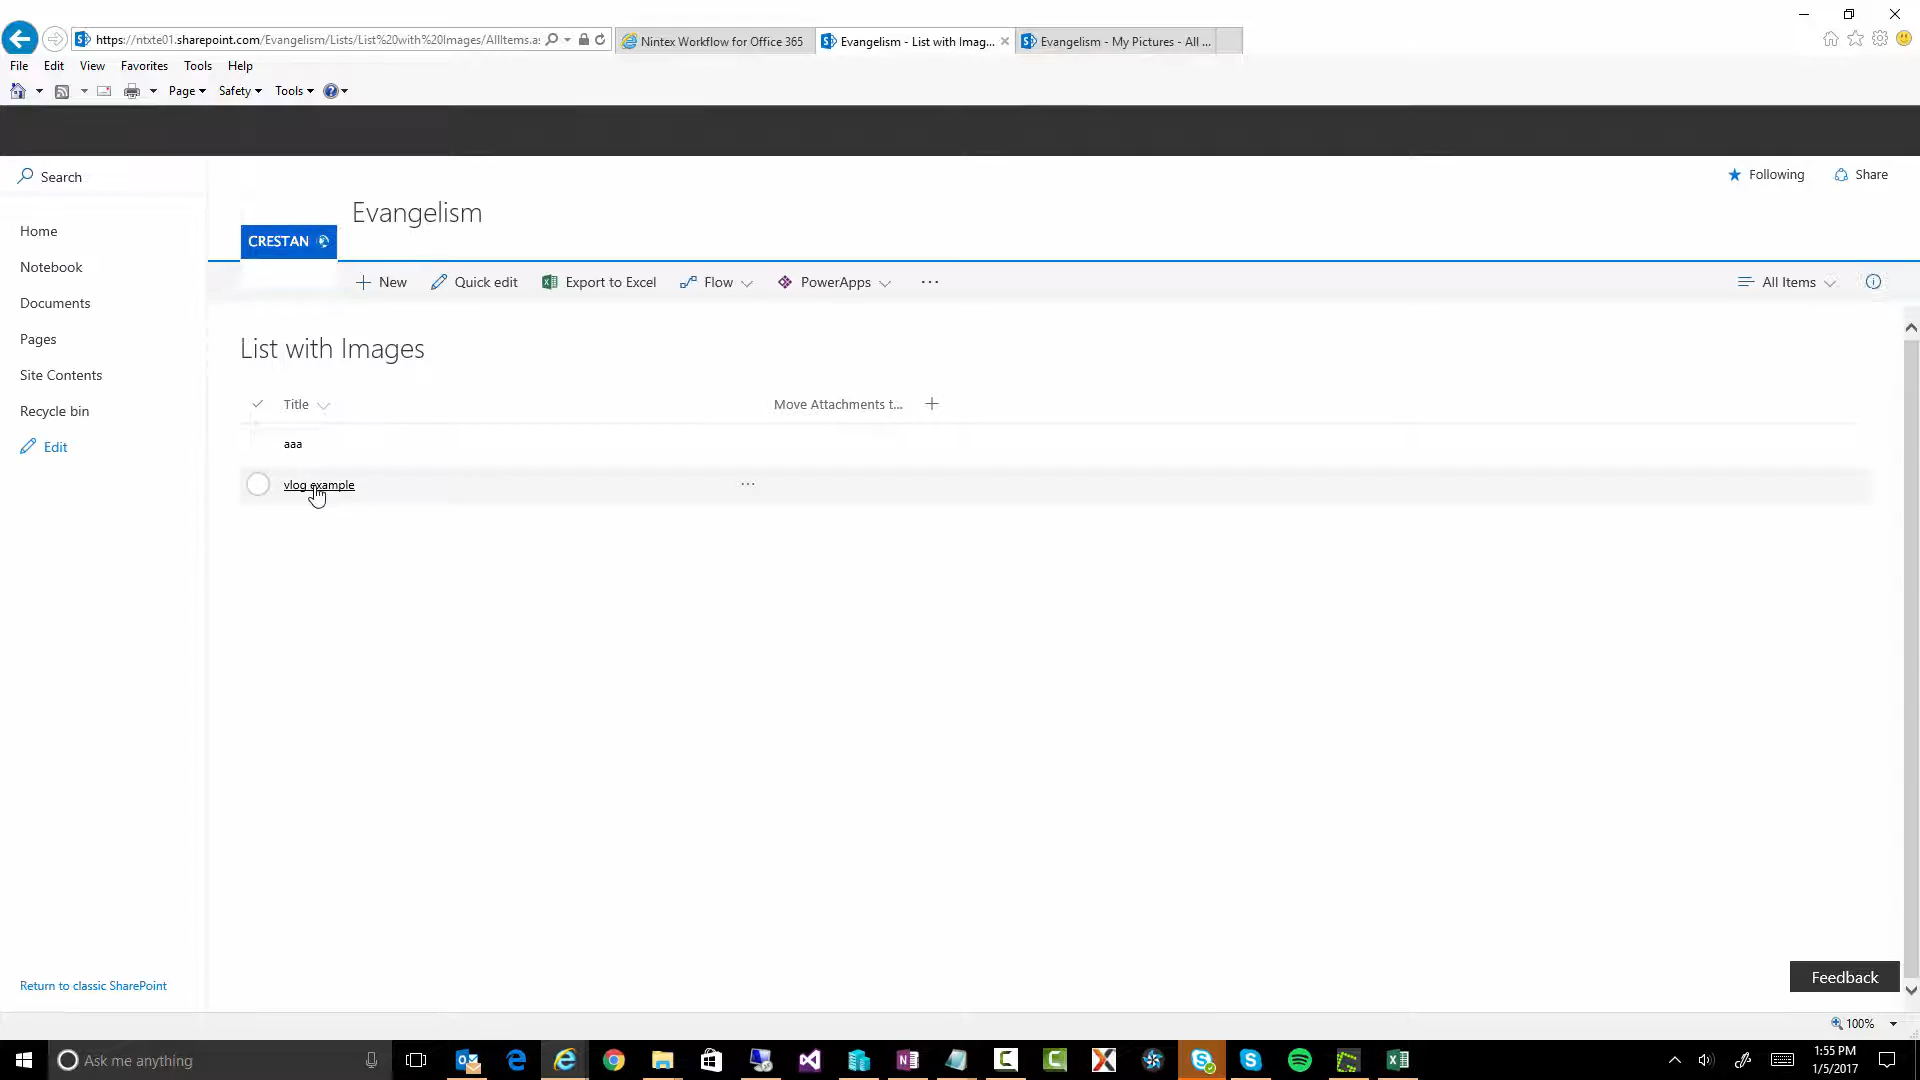 https://ntxte01.sharepoint.com/Evangelism/Lists/List%20with%20Images/AllItems.as
Nintex Workflow for Office 365
Evangelism - List with Imag...
Evangelism - My Pictures - All ...
File Edit View Favorites Tools Help
Page Safety Tools
Search
Following Share
Evangelism
CRESTAN
Home
Notebook
Documents
Pages
Site Contents
Recycle bin
Edit
New Quick edit Export to Excel Flow PowerApps ... All Items
List with Images
Title Move Attachments t...
aaa
vlog example ...
Return to classic SharePoint
Feedback
100%
Ask me anything
1:55 PM
1/5/2017